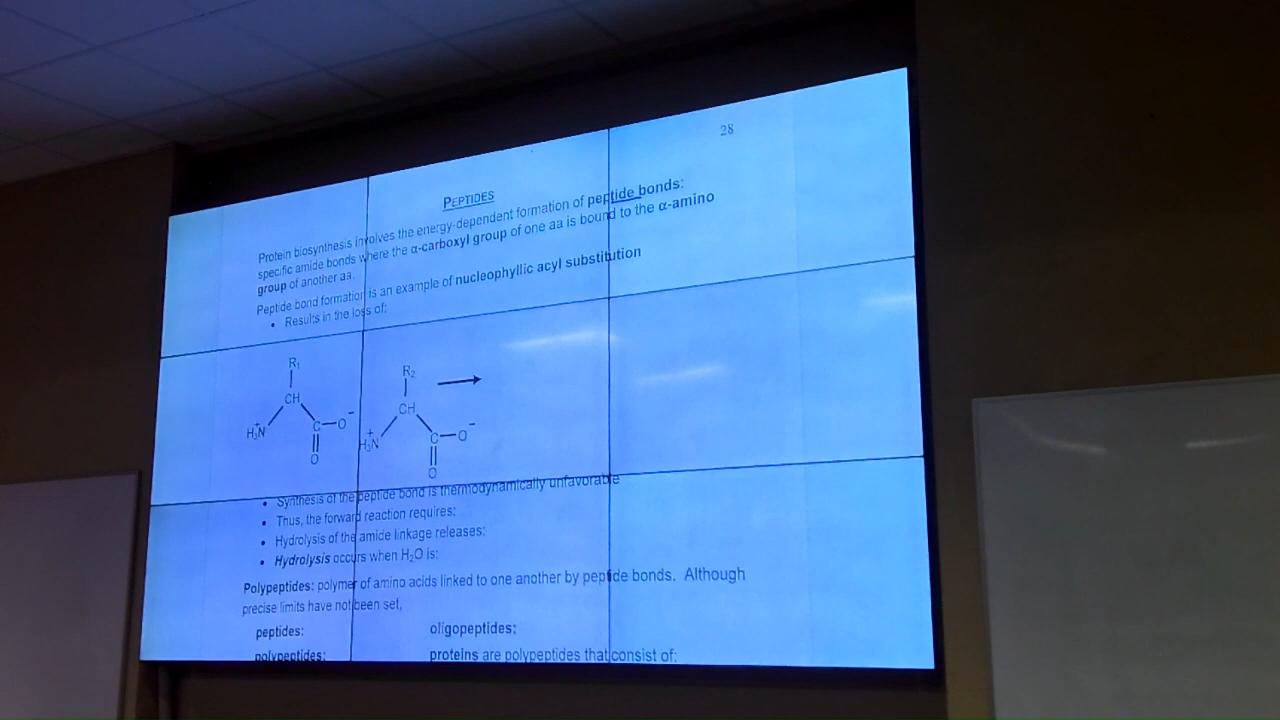 28
PEPTIDES
Protein biosynthesis involves the energy-dependent formation of peptide bonds:
specific amide bonds where the α-carboxyl group of one aa is bound to the α-amino
group of another aa.
Peptide bond formation is an example of nucleophyllic acyl substitution
• Results in the loss of:
R₁
R₂
CH
CH
H₃N⁺
C—O⁻
H₃N⁺
C—O⁻
O
O
• Synthesis of the peptide bond is thermodynamically unfavorable
• Thus, the forward reaction requires:
• Hydrolysis of the amide linkage releases:
• Hydrolysis occurs when H₂O is:
Polypeptides: polymer of amino acids linked to one another by peptide bonds. Although
precise limits have not been set,
peptides: oligopeptides:
polypeptides: proteins are polypeptides that consist of: